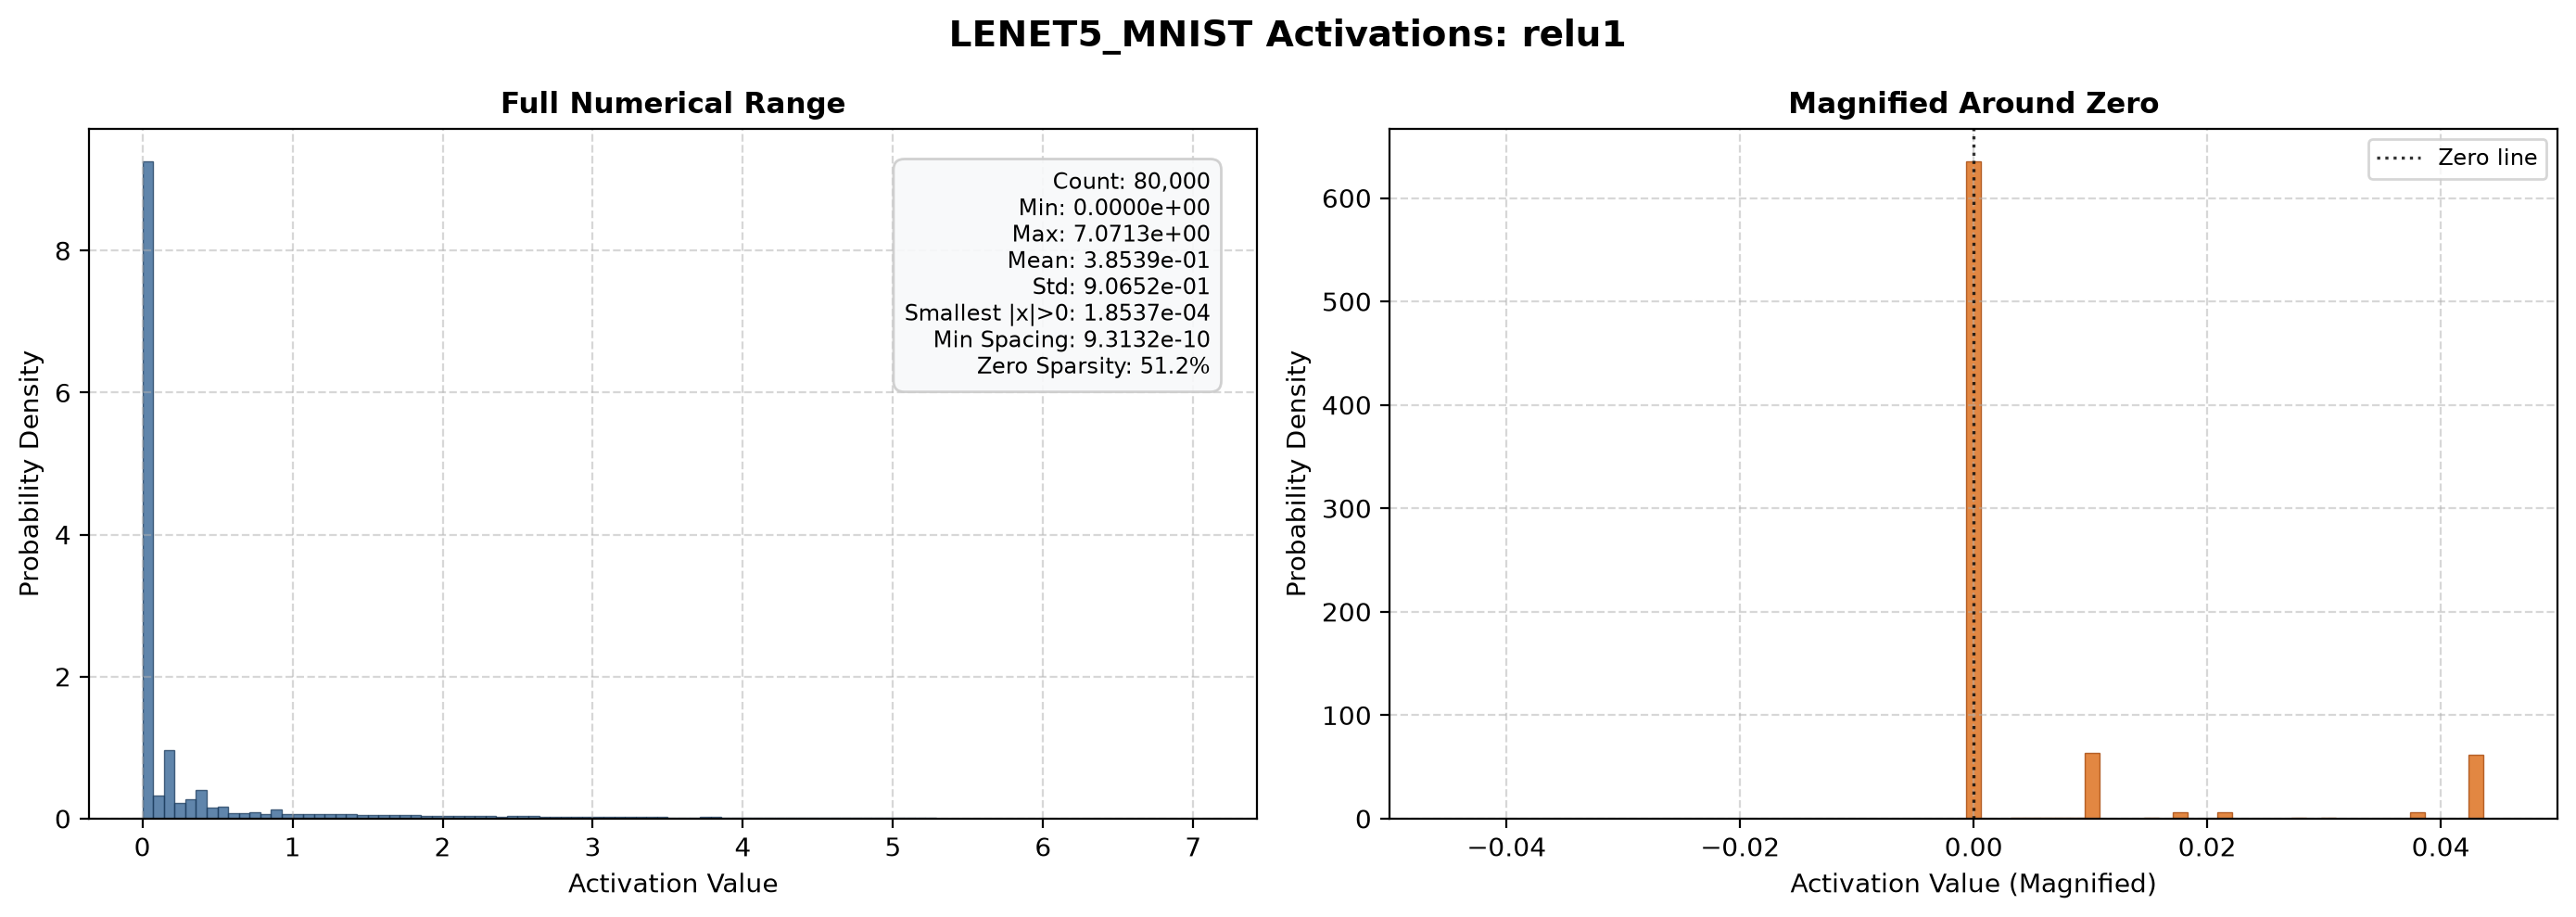 LENET5_MNIST Activations: relu1
Full Numerical Range
Probability Density
8
6
4
2
0
Count: 80,000
Min: 0.0000e+00
Max: 7.0713e+00
Mean: 3.8539e-01
Std: 9.0652e-01
Smallest |x|>0: 1.8537e-04
Min Spacing: 9.3132e-10
Zero Sparsity: 51.2%
0 1 2 3 4 5 6 7
Activation Value
Magnified Around Zero
Zero line
Probability Density
600
500
400
300
200
100
0
−0.04 −0.02 0.00 0.02 0.04
Activation Value (Magnified)